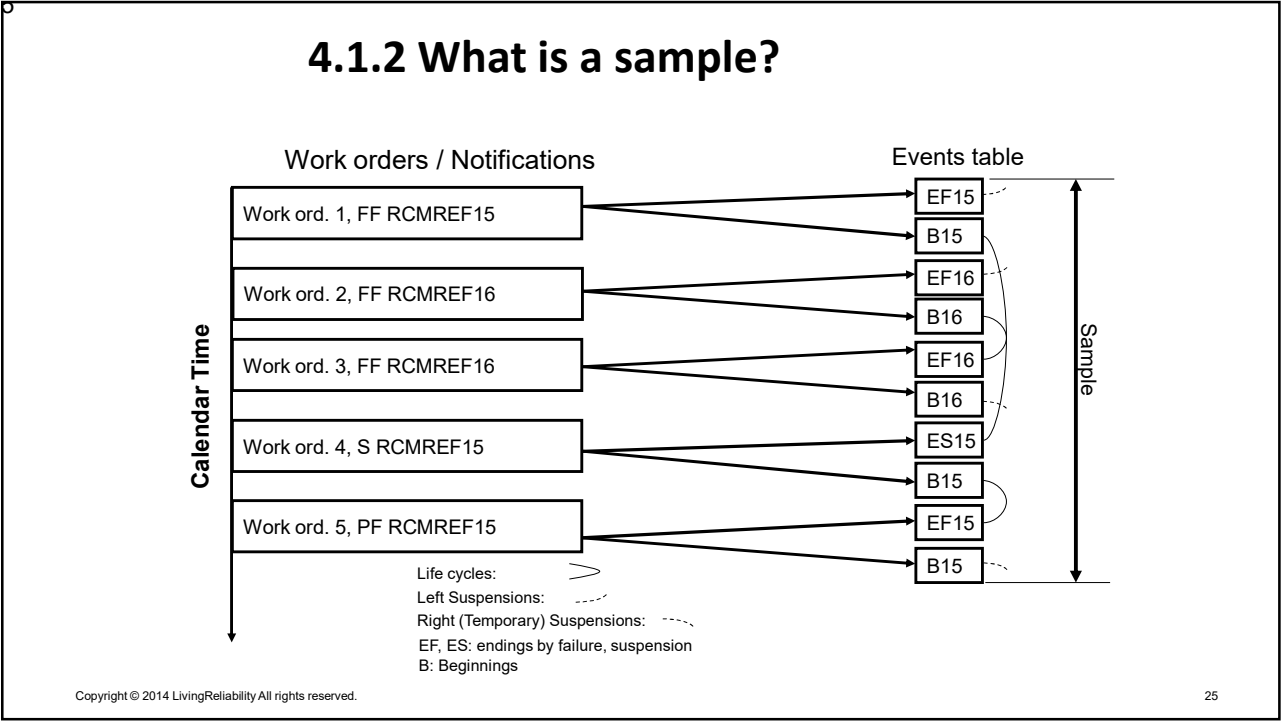 4.1.2 What is a sample?
Work orders / Notifications
Events table
Work ord. 1, FF RCMREF15
Work ord. 2, FF RCMREF16
Work ord. 3, FF RCMREF16
Work ord. 4, S RCMREF15
Work ord. 5, PF RCMREF15
Calendar Time
EF15
B15
EF16
B16
EF16
B16
ES15
B15
EF15
B15
Sample
Life cycles:
Left Suspensions:
Right (Temporary) Suspensions:
EF, ES: endings by failure, suspension
B: Beginnings
Copyright © 2014 LivingReliability All rights reserved.
25